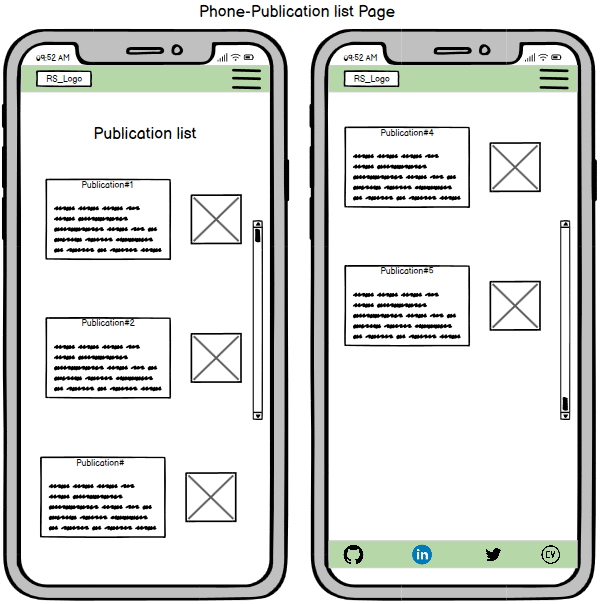 Phone-Publication list Page
09:52 AM
RS_Logo
Publication list
Publication#1
Publication#2
Publication#
09:52 AM
RS_Logo
Publication#4
Publication#5
in
CV